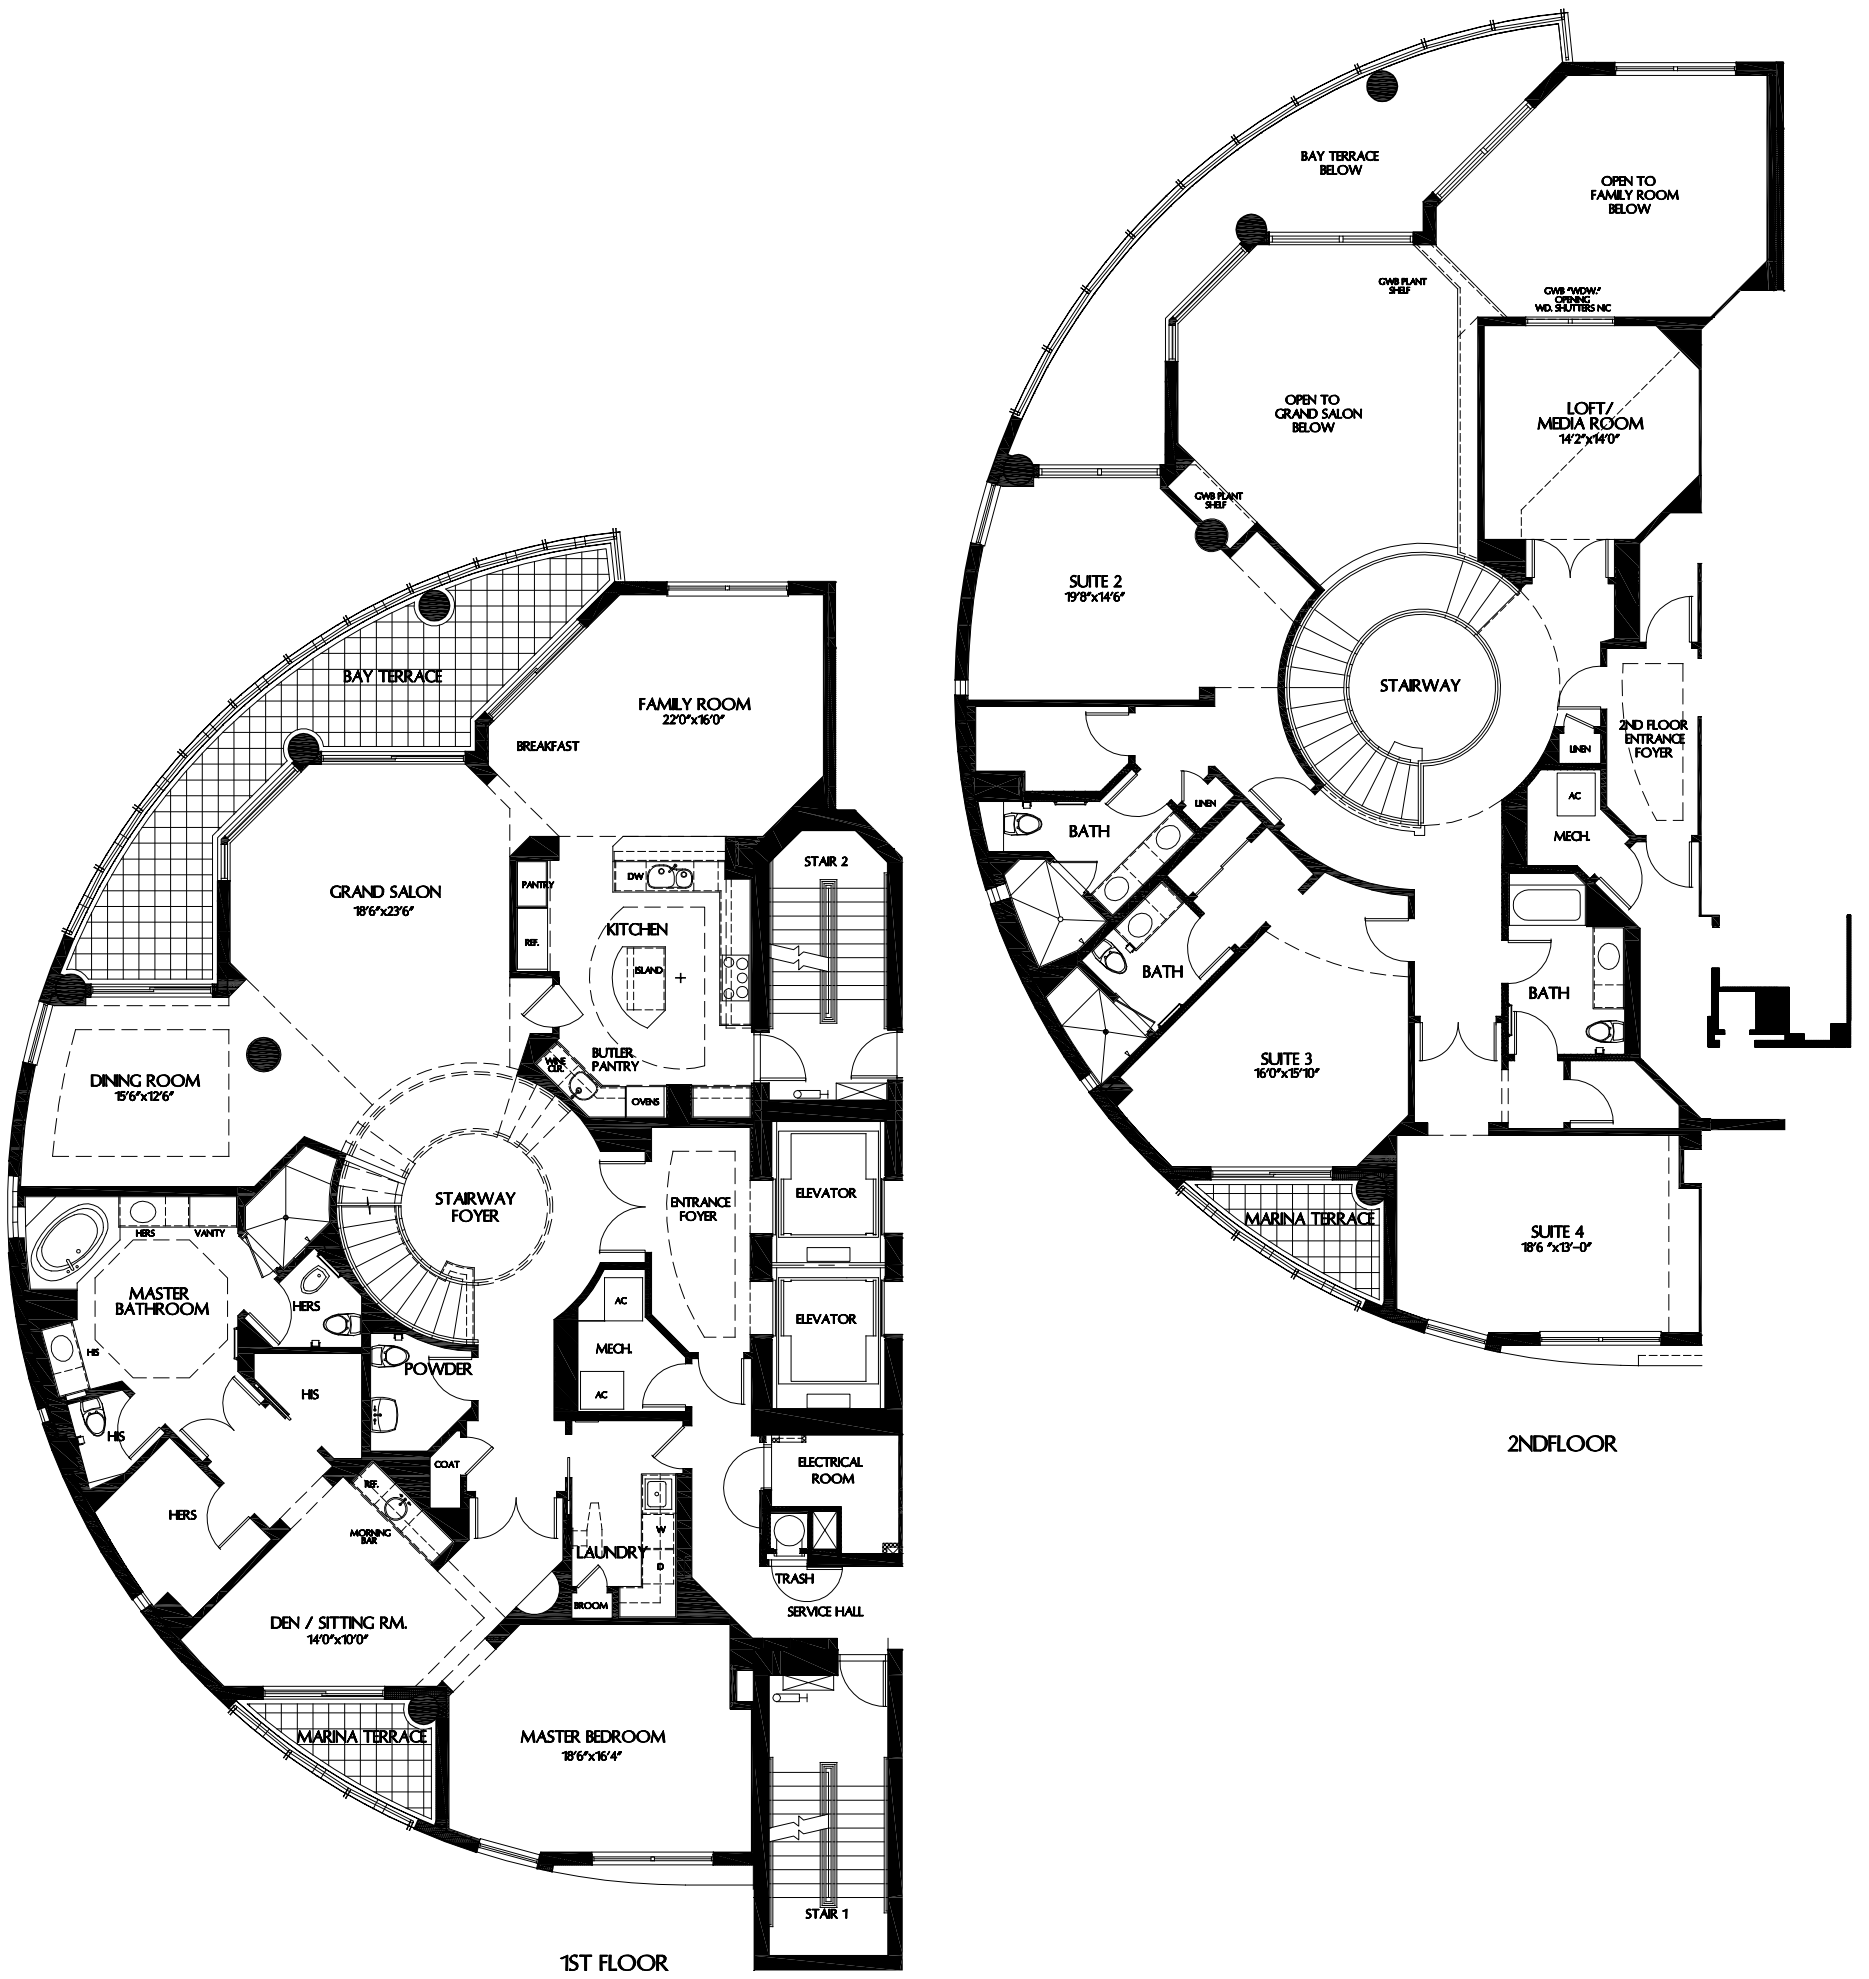 BAY TERRACE
FAMILY ROOM
22'0"x16'0"
BREAKFAST
GRAND SALON
18'6"x23'6"
PANTRY
REF.
DW
KITCHEN
ISLAND
STAIR 2
DINING ROOM
15'6"x12'6"
WINE
CLR.
BUTLER
PANTRY
OVENS
STAIRWAY
FOYER
ENTRANCE
FOYER
ELEVATOR
ELEVATOR
HERS
VANITY
MASTER
BATHROOM
HERS
HIS
HIS
HIS
HERS
POWDER
AC
MECH.
AC
COAT
REF.
MORNING
BAR
ELECTRICAL
ROOM
W
D
LAUNDRY
BROOM
TRASH
SERVICE HALL
DEN / SITTING RM.
14'0"x10'0"
MARINA TERRACE
MASTER BEDROOM
18'6"x16'4"
STAIR 1
1ST FLOOR
BAY TERRACE
BELOW
OPEN TO
FAMILY ROOM
BELOW
GWB PLANT
SHELF
GWB "WDW."
OPENING
WD. SHUTTERS NIC
OPEN TO
GRAND SALON
BELOW
LOFT/
MEDIA ROOM
14'2"x14'0"
GWB PLANT
SHELF
SUITE 2
19'8"x14'6"
STAIRWAY
2ND FLOOR
ENTRANCE
FOYER
LINEN
AC
MECH.
LINEN
BATH
BATH
BATH
SUITE 3
16'0"x15'10"
MARINA TERRACE
SUITE 4
18'6 "x13'-0"
2NDFLOOR